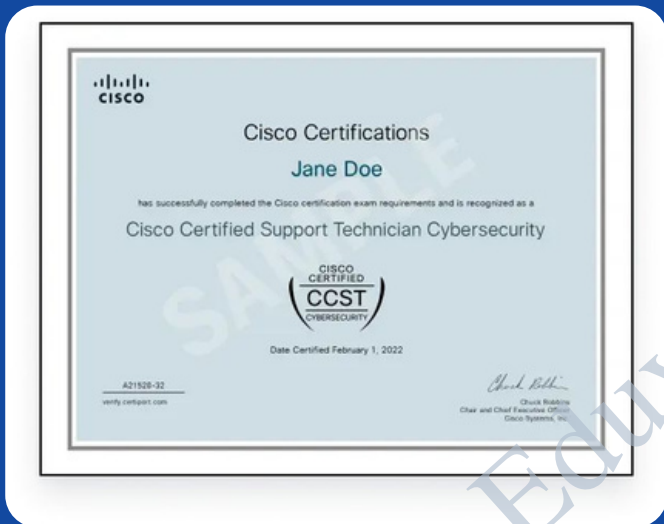 CISCO
Cisco Certifications
Jane Doe
has successfully completed the Cisco certification exam requirements and is recognized as a
Cisco Certified Support Technician Cybersecurity
SAMPLE
CISCO
CERTIFIED
CCST
CYBERSECURITY
Date Certified February 1, 2022
A21528-32
verify.certiport.com
Chuck Robbins
Chuck Robbins
Chair and Chief Executive Officer
Cisco Systems, Inc.